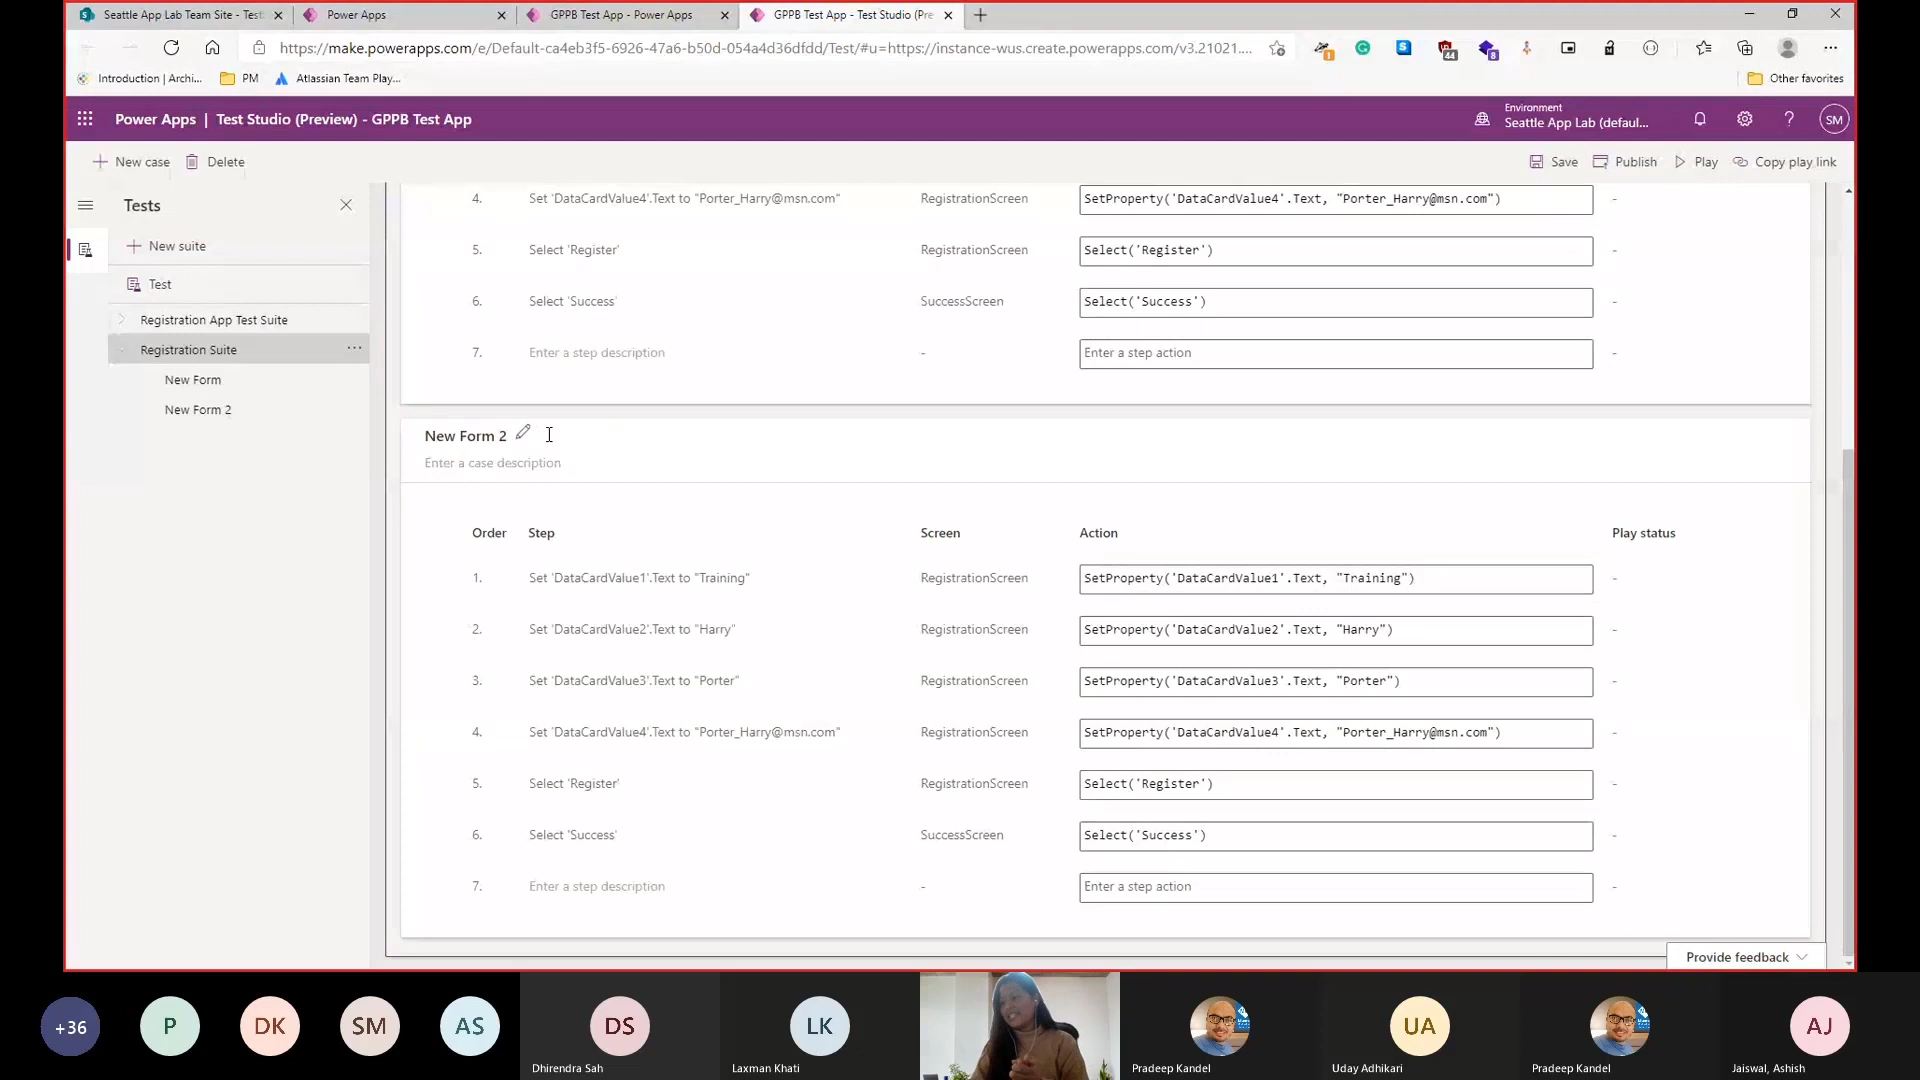 Seattle App Lab Team Site - Test
Power Apps
GPPB Test App - Power Apps
GPPB Test App - Test Studio (Pre
https://make.powerapps.com/e/Default-ca4eb3f5-6926-47a6-b50d-054a4d36dfdd/Test/#u=https://instance-wus.create.powerapps.com/v3.21021....
1
44
8
Introduction | Archi...
PM
Atlassian Team Play...
Other favorites
Power Apps | Test Studio (Preview) - GPPB Test App
Environment
Seattle App Lab (defaul...
?
SM
New case
Delete
Save
Publish
Play
Copy play link
Tests
New suite
Test
Registration App Test Suite
Registration Suite
New Form
New Form 2
4. Set 'DataCardValue4'.Text to "Porter_Harry@msn.com" RegistrationScreen SetProperty('DataCardValue4'.Text, "Porter_Harry@msn.com") -
5. Select 'Register' RegistrationScreen Select('Register') -
6. Select 'Success' SuccessScreen Select('Success') -
7. Enter a step description - Enter a step action -
New Form 2
Enter a case description
Order Step Screen Action Play status
1. Set 'DataCardValue1'.Text to "Training" RegistrationScreen SetProperty('DataCardValue1'.Text, "Training") -
2. Set 'DataCardValue2'.Text to "Harry" RegistrationScreen SetProperty('DataCardValue2'.Text, "Harry") -
3. Set 'DataCardValue3'.Text to "Porter" RegistrationScreen SetProperty('DataCardValue3'.Text, "Porter") -
4. Set 'DataCardValue4'.Text to "Porter_Harry@msn.com" RegistrationScreen SetProperty('DataCardValue4'.Text, "Porter_Harry@msn.com") -
5. Select 'Register' RegistrationScreen Select('Register') -
6. Select 'Success' SuccessScreen Select('Success') -
7. Enter a step description - Enter a step action -
Provide feedback
+36
P
DK
SM
AS
DS
LK
UA
AJ
Dhirendra Sah
Laxman Khati
Pradeep Kandel
Uday Adhikari
Pradeep Kandel
Jaiswal, Ashish